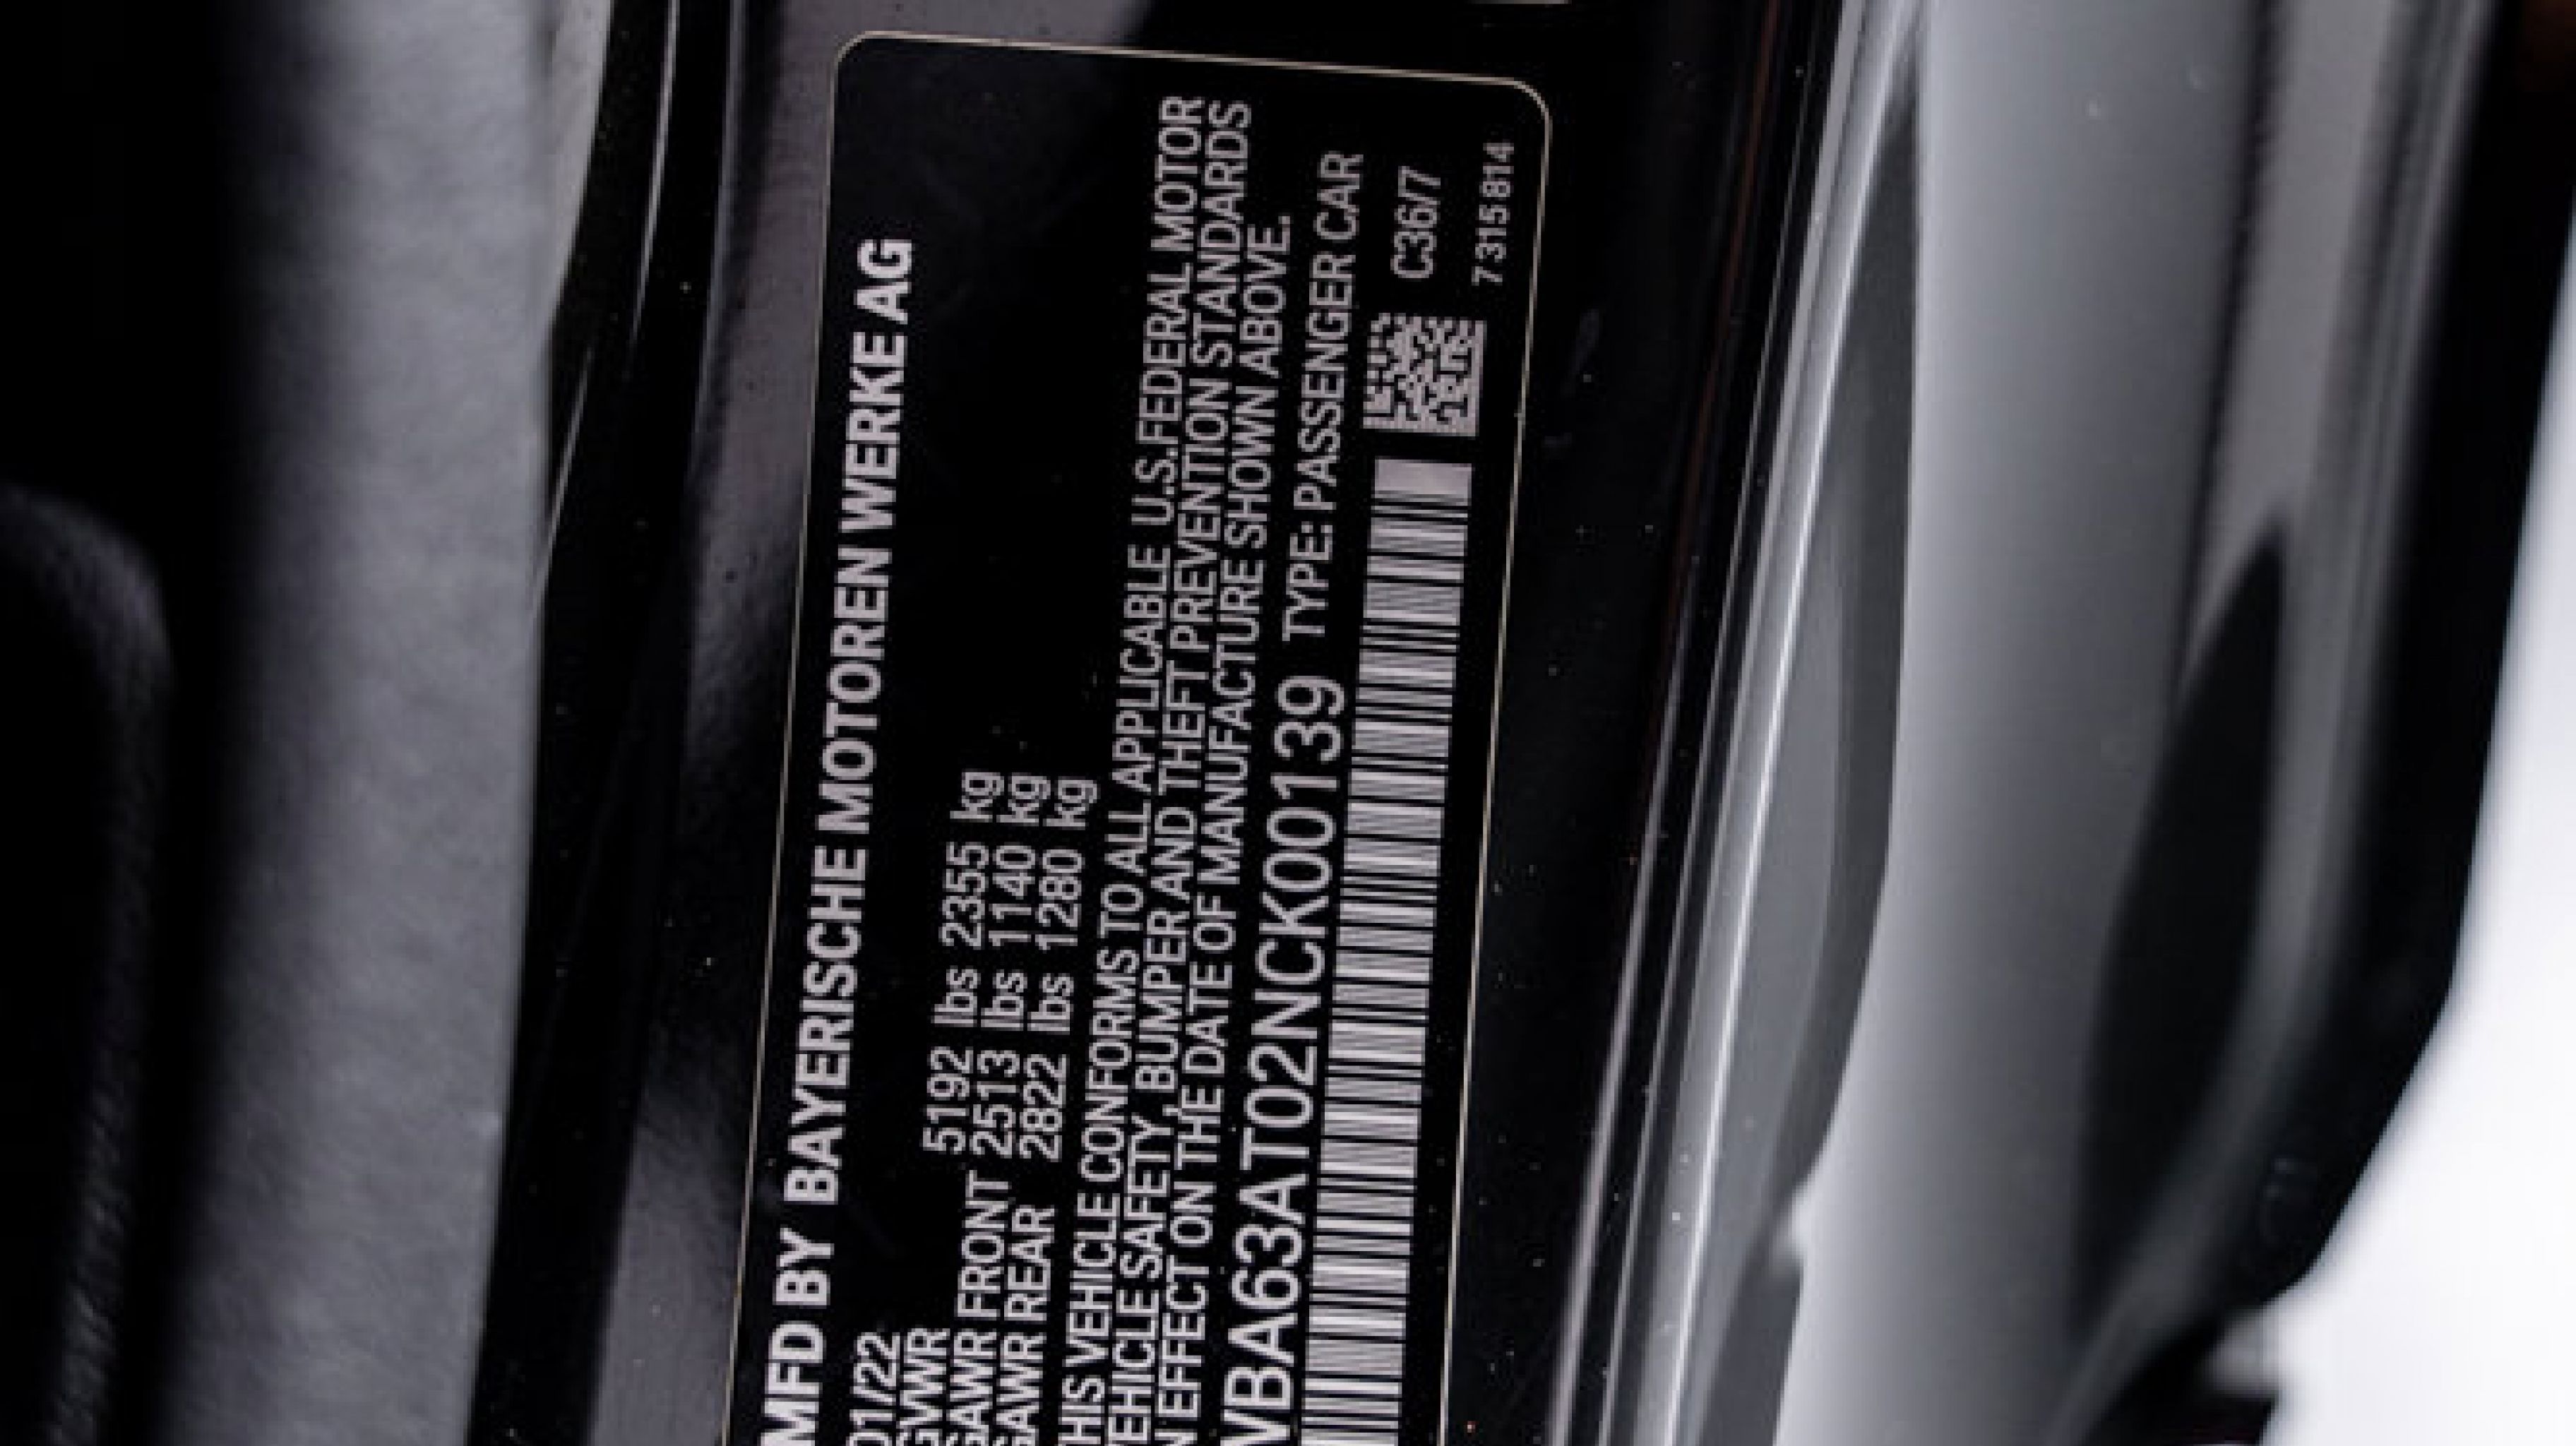 MFD BY BAYERISCHE MOTOREN WERKE AG
01/22
GVWR 5192 lbs 2355 kg
GAWR FRONT 2513 lbs 1140 kg
GAWR REAR 2822 lbs 1280 kg
THIS VEHICLE CONFORMS TO ALL APPLICABLE U.S.FEDERAL MOTOR
VEHICLE SAFETY, BUMPER AND THEFT PREVENTION STANDARDS
IN EFFECT ON THE DATE OF MANUFACTURE SHOWN ABOVE.
WBA63AT02NCK00139 TYPE: PASSENGER CAR
C36/7
7315814